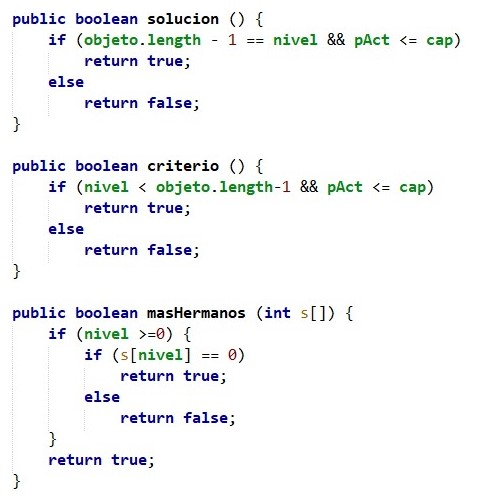 public boolean solucion () {
    if (objeto.length - 1 == nivel && pAct <= cap)
        return true;
    else
        return false;
}
public boolean criterio () {
    if (nivel < objeto.length-1 && pAct <= cap)
        return true;
    else
        return false;
}
public boolean masHermanos (int s[]) {
    if (nivel >=0) {
        if (s[nivel] == 0)
            return true;
        else
            return false;
    }
    return true;
}